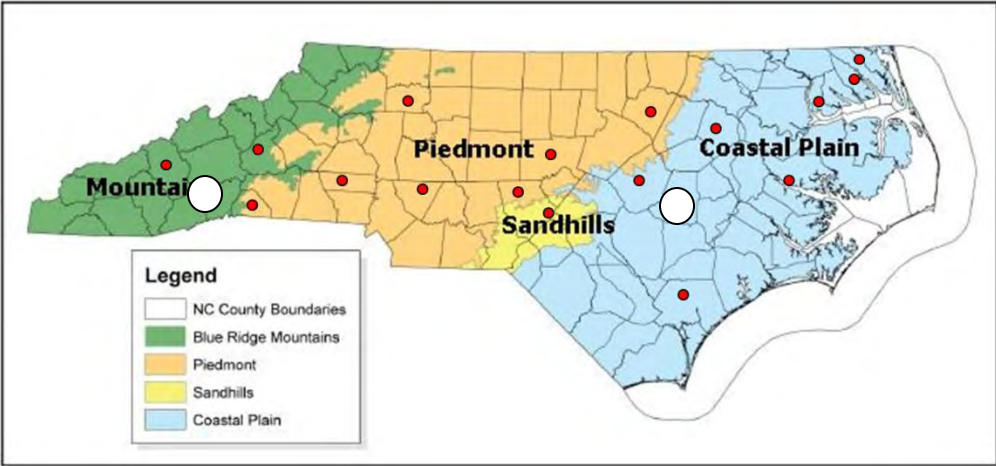 Piedmont
Coastal Plain
Mountai
Sandhills
Legend
NC County Boundaries
Blue Ridge Mountains
Piedmont
Sandhills
Coastal Plain